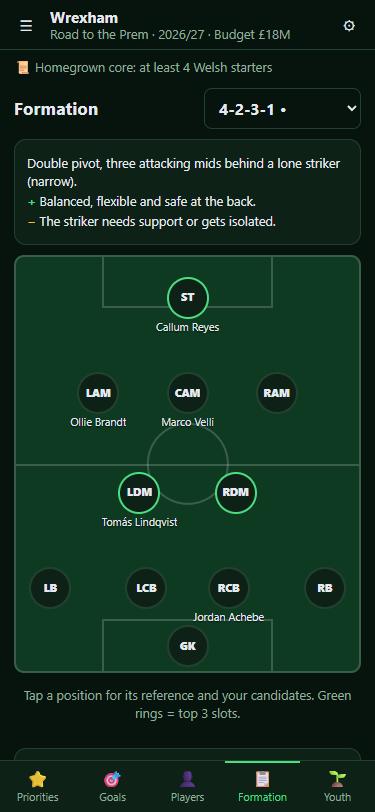 Wrexham
Road to the Prem · 2026/27 · Budget £18M
Homegrown core: at least 4 Welsh starters
Formation
4-2-3-1 •
Double pivot, three attacking mids behind a lone striker
(narrow).
+ Balanced, flexible and safe at the back.
– The striker needs support or gets isolated.
ST
Callum Reyes
LAM
CAM
RAM
Ollie Brandt
Marco Velli
LDM
RDM
Tomás Lindqvist
LB
LCB
RCB
RB
Jordan Achebe
GK
Tap a position for its reference and your candidates. Green
rings = top 3 slots.
Priorities
Goals
Players
Formation
Youth